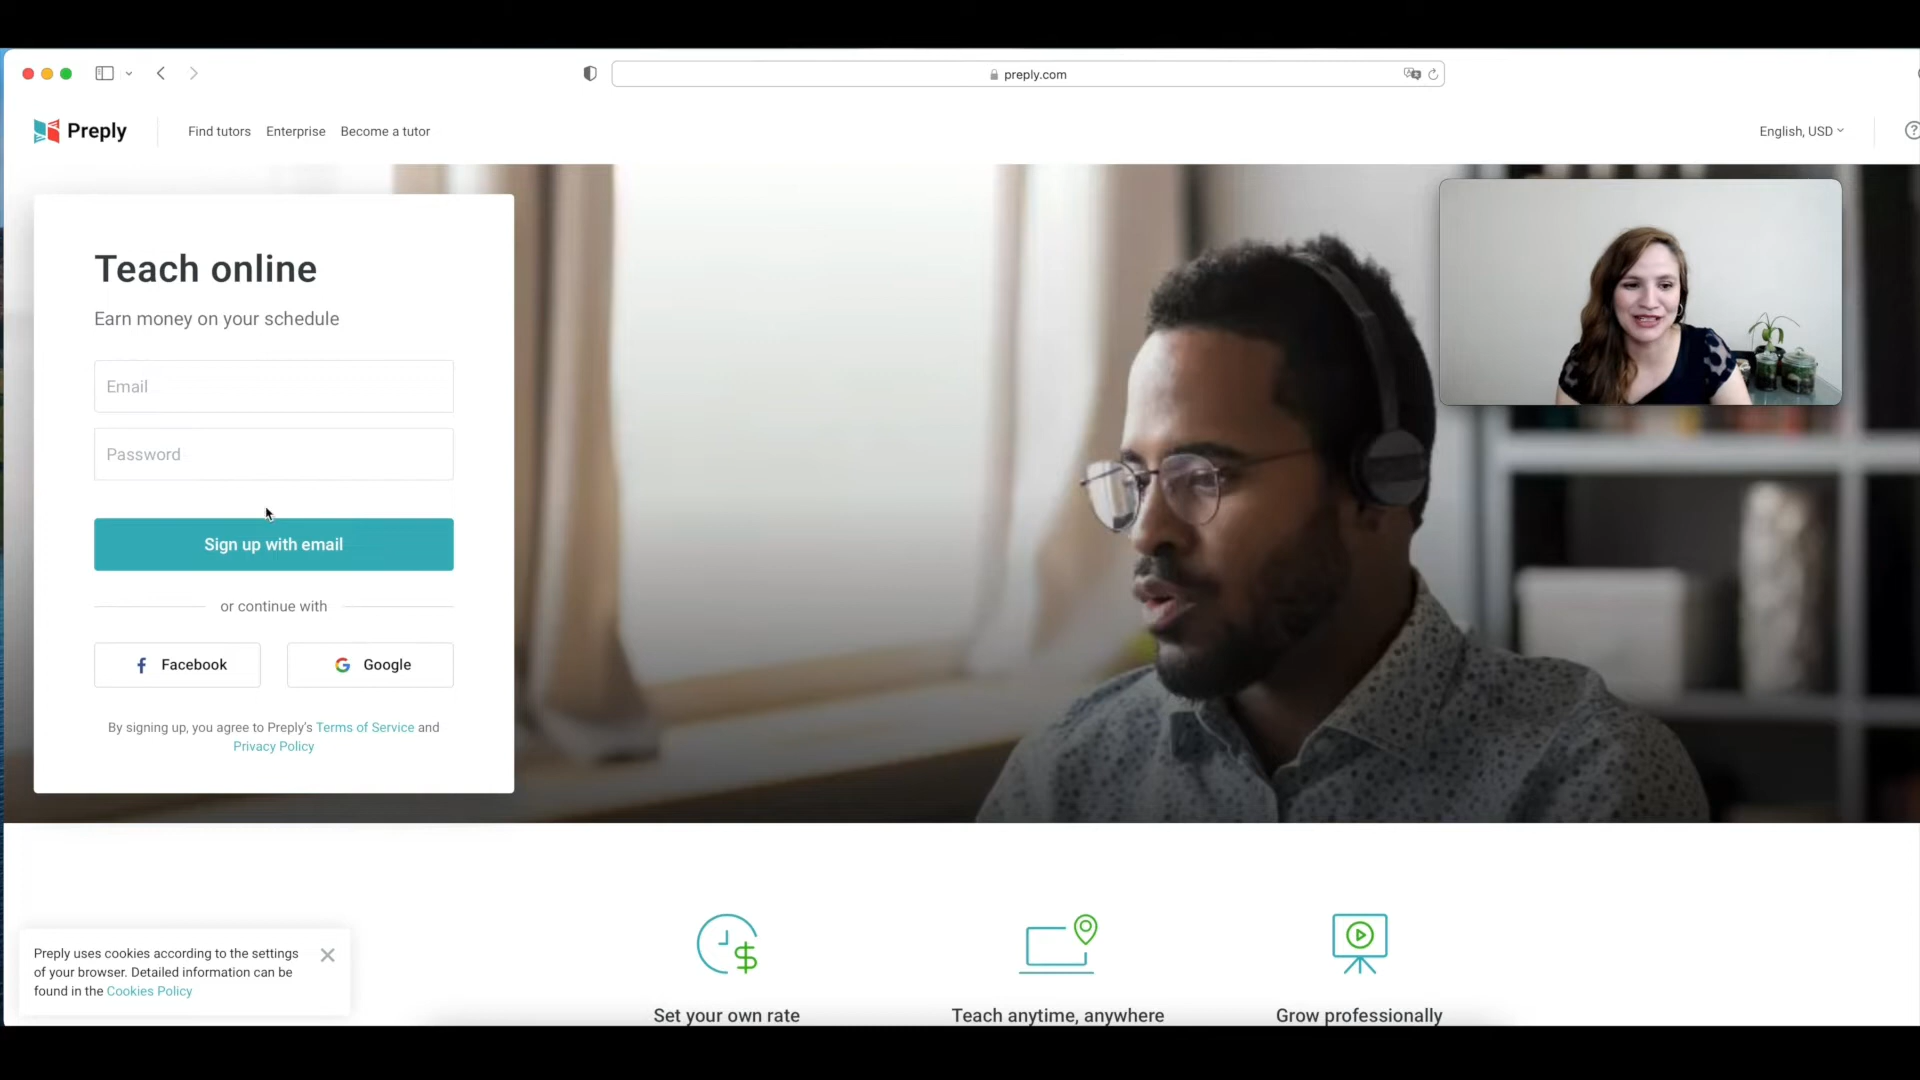 preply.com
Preply
Find tutors Enterprise Become a tutor
English, USD
Teach online
Earn money on your schedule
Email
Password
Sign up with email
or continue with
Facebook
Google
By signing up, you agree to Preply's Terms of Service and
Privacy Policy
Preply uses cookies according to the settings
of your browser. Detailed information can be
found in the Cookies Policy
Set your own rate
Teach anytime, anywhere
Grow professionally